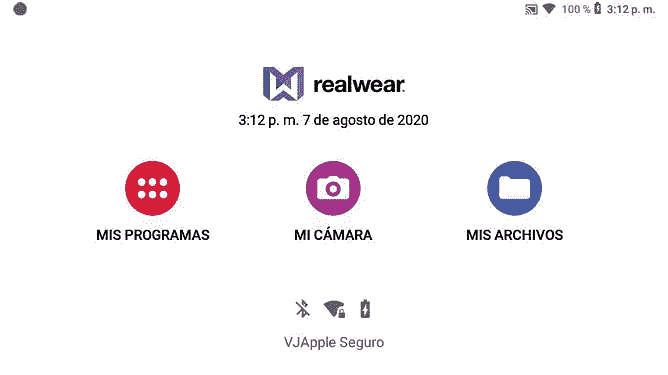 100 % 3:12 p. m.
realwear
3:12 p. m. 7 de agosto de 2020
MIS PROGRAMAS
MI CÁMARA
MIS ARCHIVOS
VJApple Seguro